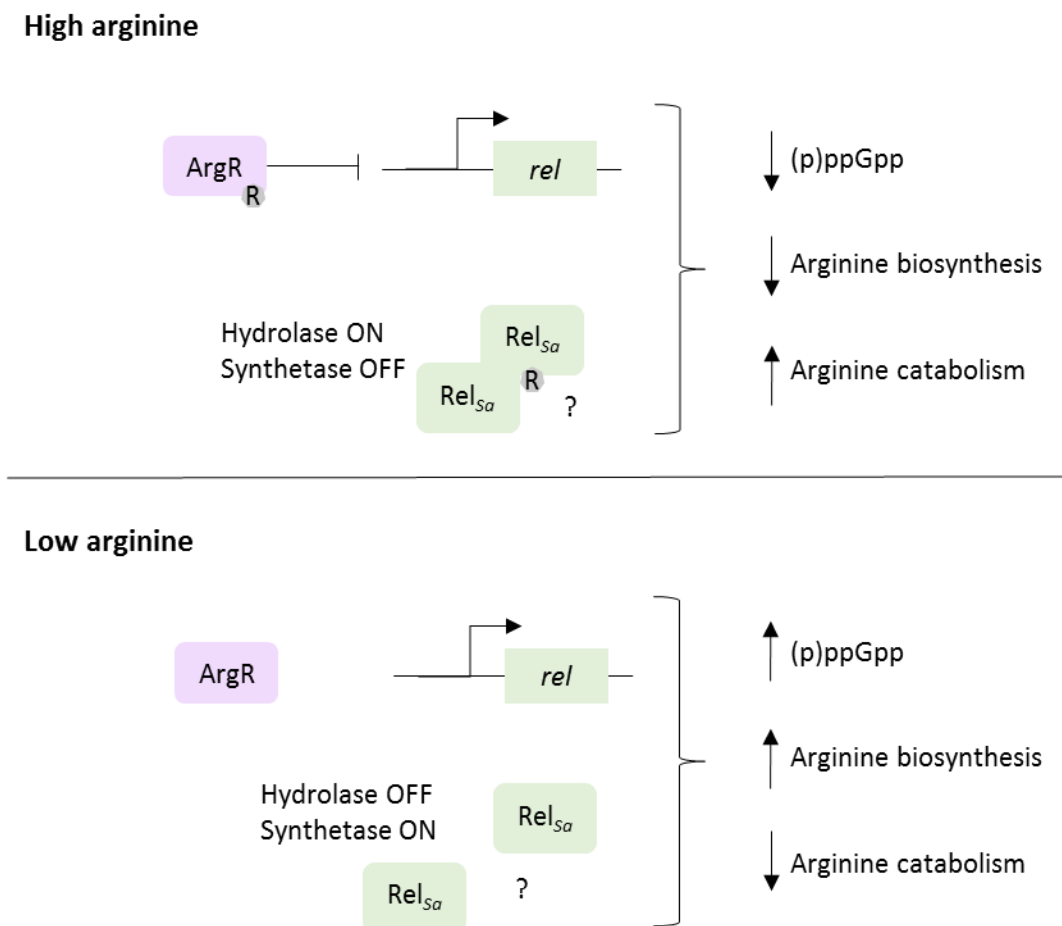 High arginine
ArgR
R
rel
(p)ppGpp
Arginine biosynthesis
Hydrolase ON
Synthetase OFF
Rel_Sa
R
Rel_Sa
?
Arginine catabolism
Low arginine
ArgR
rel
(p)ppGpp
Arginine biosynthesis
Hydrolase OFF
Synthetase ON
Rel_Sa
Rel_Sa
?
Arginine catabolism